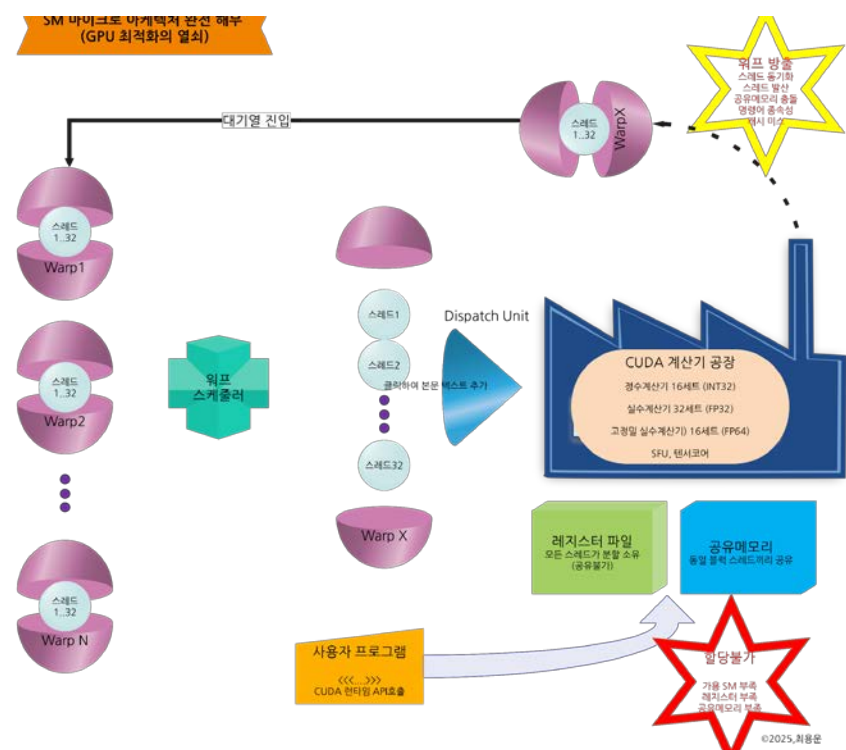 SM 마이크로 아케텍처 완전 해부
(GPU 최적화의 열쇠)
워프 방출
스레드 동기화
스레드 발산
공유메모리 충돌
명령어 종속성
캐시 미스
대기열 진입
스레드
1..32
WarpX
스레드
1..32
Warp1
스레드1
Dispatch Unit
스레드2
클릭하여 본문 텍스트 추가
워프
스케줄러
스레드
1..32
Warp2
CUDA 계산기 공장
정수계산기 16세트 (INT32)
실수계산기 32세트 (FP32)
고정밀 실수계산기) 16세트 (FP64)
SFU, 텐서코어
스레드32
Warp X
레지스터 파일
모든 스레드가 분할 소유
(공유불가)
공유메모리
동일 블럭 스레드끼리 공유
스레드
1..32
Warp N
사용자 프로그램
<<<....>>>
CUDA 런타임 API호출
할당불가
가용 SM 부족
레지스터 부족
공유메모리 부족
©2025,최용운